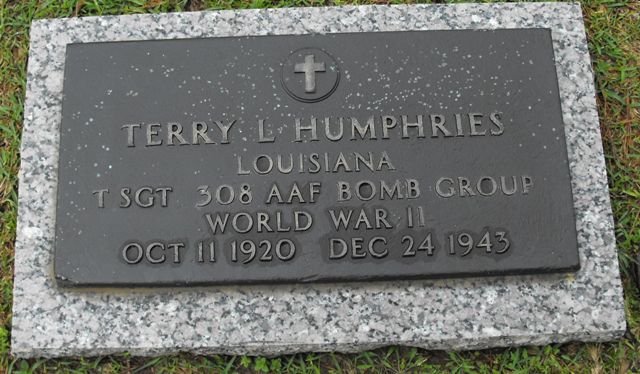 TERRY L HUMPHRIES
LOUISIANA
T SGT 308 AAF BOMB GROUP
WORLD WAR II
OCT 11 1920 DEC 24 1943